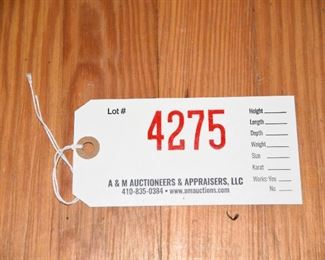 Lot #
4275
Height
Length
Depth
Weight
Size
Karat
Works: Yes
No
A & M AUCTIONEERS & APPRAISERS, LLC
410-835-0384 • www.amauctions.com